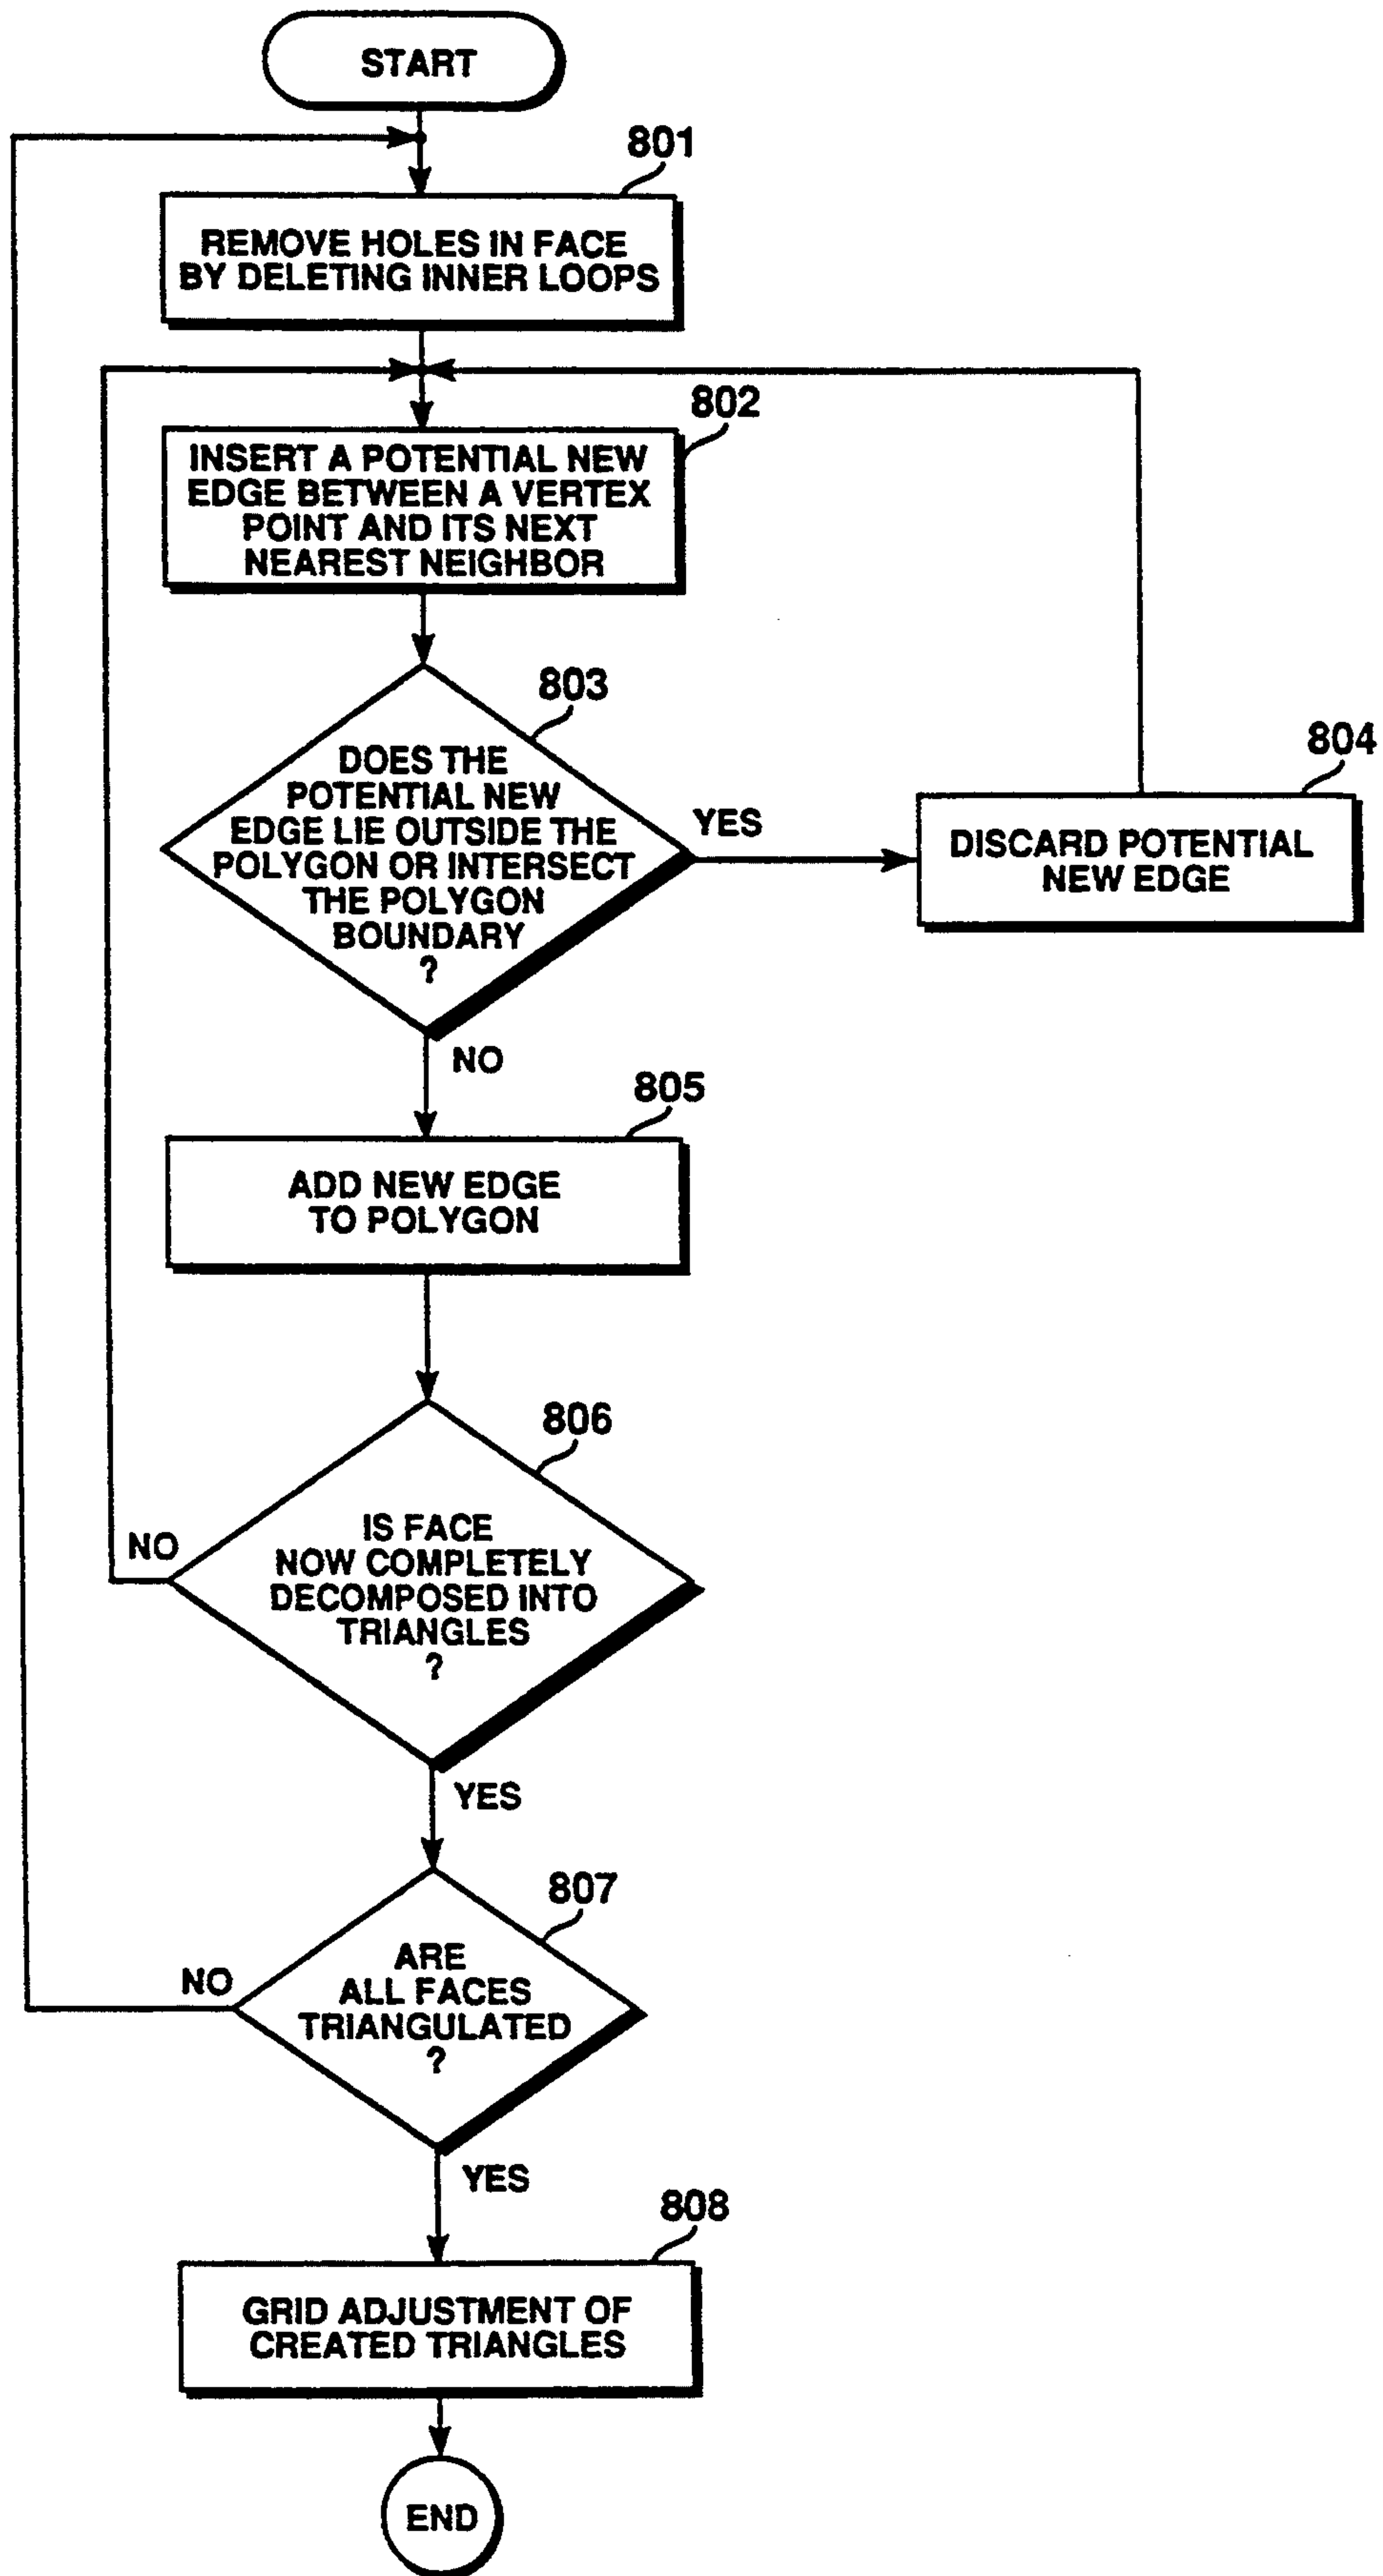 START
801
REMOVE HOLES IN FACE
BY DELETING INNER LOOPS
802
INSERT A POTENTIAL NEW
EDGE BETWEEN A VERTEX
POINT AND ITS NEXT
NEAREST NEIGHBOR
803
DOES THE
POTENTIAL NEW
EDGE LIE OUTSIDE THE
POLYGON OR INTERSECT
THE POLYGON
BOUNDARY
?
YES
804
DISCARD POTENTIAL
NEW EDGE
NO
805
ADD NEW EDGE
TO POLYGON
806
IS FACE
NOW COMPLETELY
DECOMPOSED INTO
TRIANGLES
?
NO
YES
807
ARE
ALL FACES
TRIANGULATED
?
NO
YES
808
GRID ADJUSTMENT OF
CREATED TRIANGLES
END